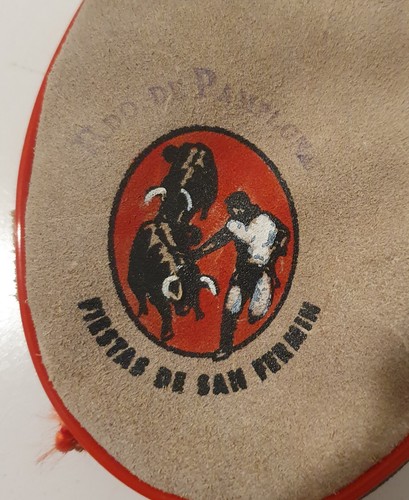 DE PAMPLONA
FIESTAS DE SAN FERMIN